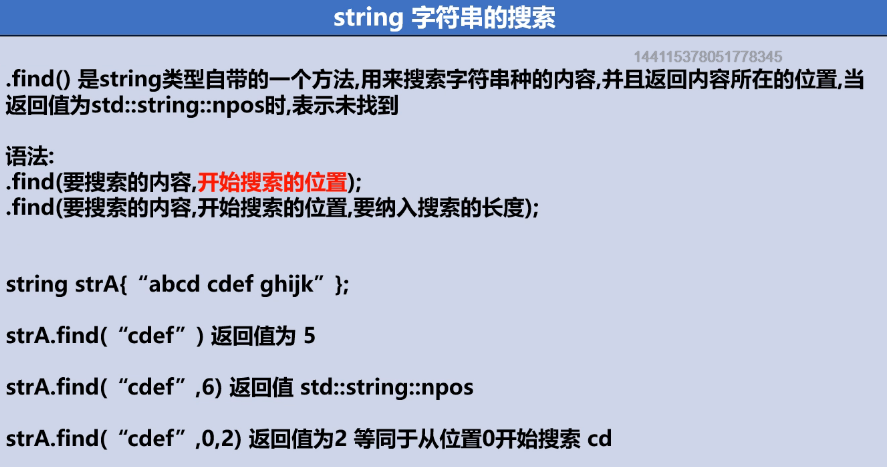 string 字符串的搜索
144115378051778345
.find() 是string类型自带的一个方法,用来搜索字符串种的内容,并且返回内容所在的位置,当
返回值为std::string::npos时,表示未找到
语法:
.find(要搜索的内容,开始搜索的位置);
.find(要搜索的内容,开始搜索的位置,要纳入搜索的长度);
string strA{“abcd cdef ghijk”};
strA.find(“cdef”) 返回值为 5
strA.find(“cdef”,6) 返回值 std::string::npos
strA.find(“cdef”,0,2) 返回值为2 等同于从位置0开始搜索 cd